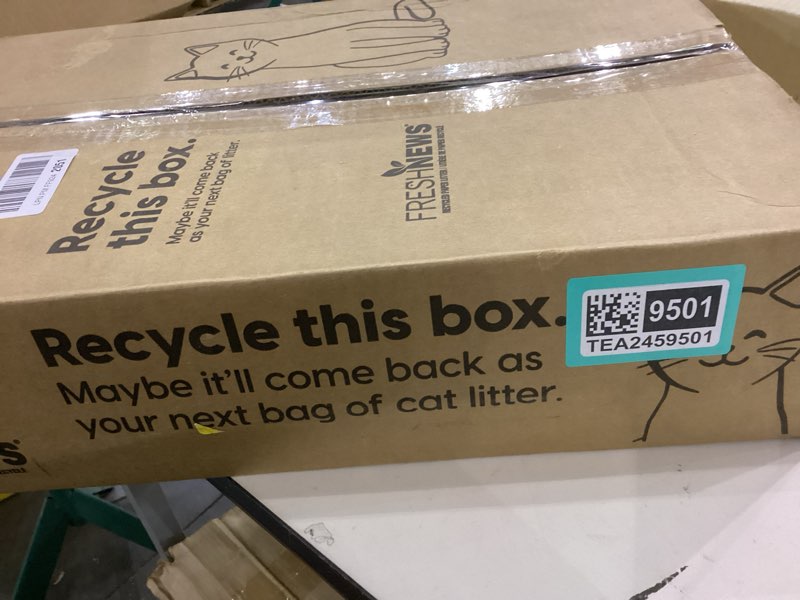 2051
Recycle
this box.
Maybe it'll come back
as your next bag of litter.
FRESHNEWS®
Recycle this box.
Maybe it'll come back as
your next bag of cat litter.
9501
TEA2459501